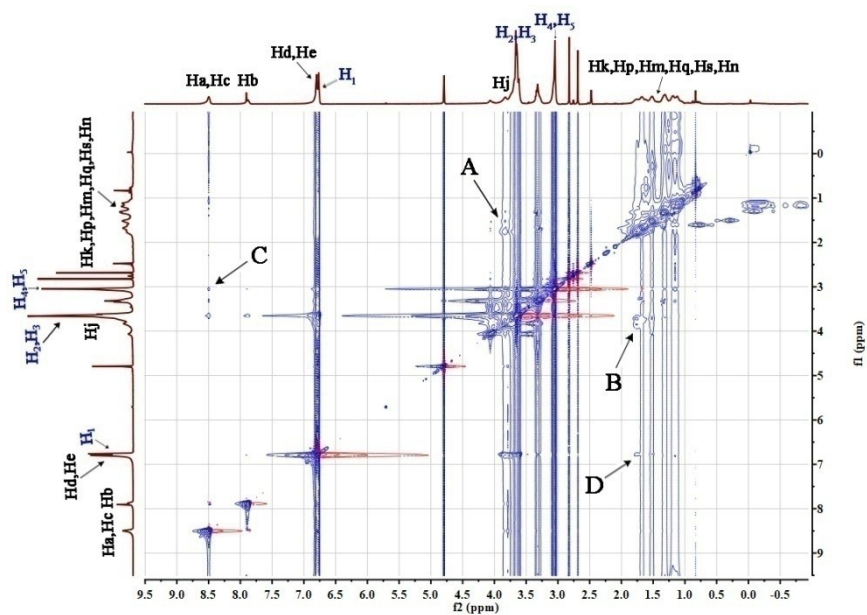 H₄,H₅
H₂,H₃
Hd,He
H₁
Ha,Hc Hb
Hj
Hk,Hp,Hm,Hq,Hs,Hn
Hk,Hp,Hm,Hq,Hs,Hn
H₄,H₅
H₂,H₃
Hj
H₁
Hd,He
Ha,Hc Hb
A
C
B
D
0
1
2
3
4
5
6
7
8
9
f1 (ppm)
9.5 9.0 8.5 8.0 7.5 7.0 6.5 6.0 5.5 5.0 4.5 4.0 3.5 3.0 2.5 2.0 1.5 1.0 0.5 0.0 -0.5
f2 (ppm)